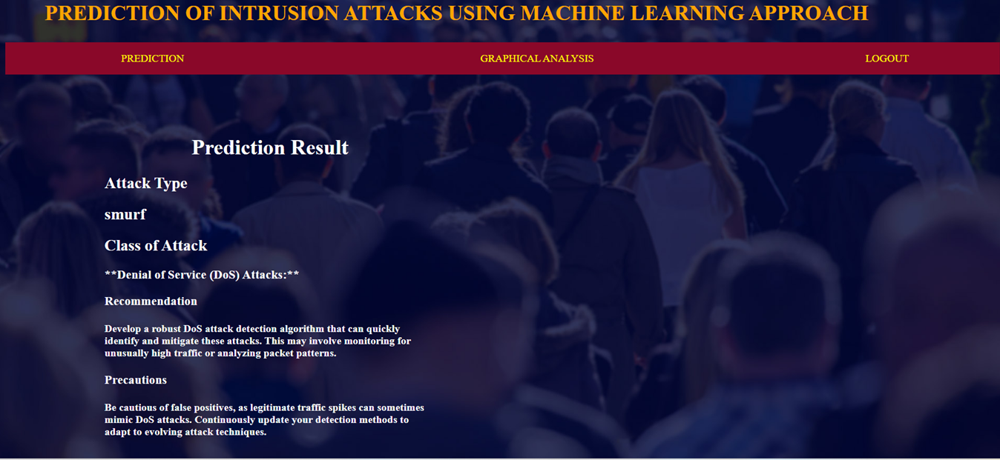 PREDICTION OF INTRUSION ATTACKS USING MACHINE LEARNING APPROACH
PREDICTION GRAPHICAL ANALYSIS LOGOUT
Prediction Result
Attack Type
smurf
Class of Attack
**Denial of Service (DoS) Attacks:**
Recommendation
Develop a robust DoS attack detection algorithm that can quickly
identify and mitigate these attacks. This may involve monitoring for
unusually high traffic or analyzing packet patterns.
Precautions
Be cautious of false positives, as legitimate traffic spikes can sometimes
mimic DoS attacks. Continuously update your detection methods to
adapt to evolving attack techniques.